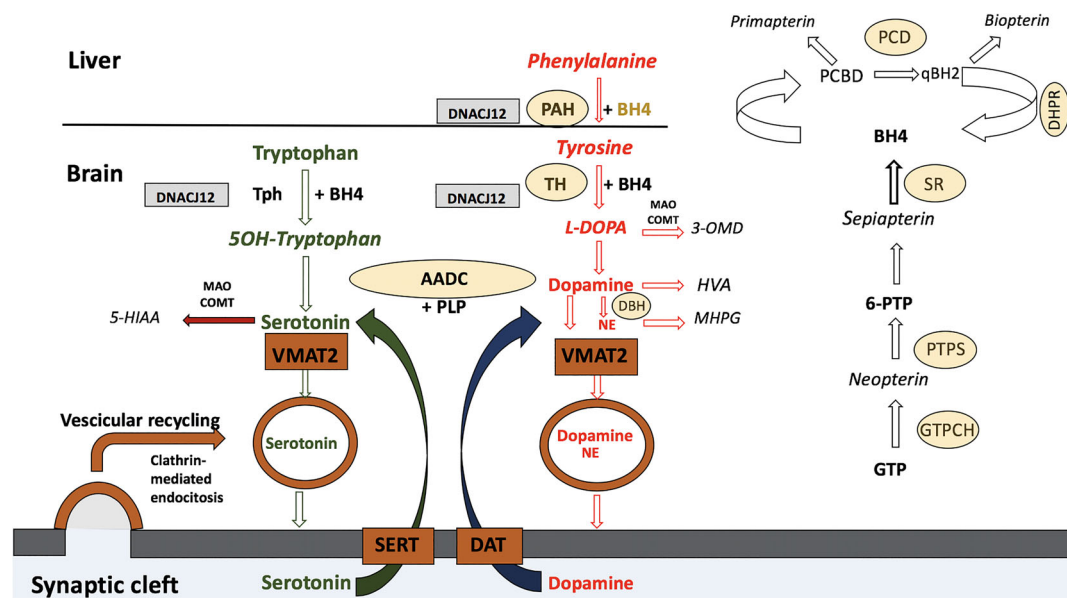 Liver
Phenylalanine
DNACJ12
PAH
+ BH4
Brain
Tryptophan
DNACJ12
Tph
+ BH4
5OH-Tryptophan
MAO
COMT
5-HIAA
Serotonin
VMAT2
Serotonin
Vescicular recycling
Clathrin-
mediated
endocitosis
Tyrosine
DNACJ12
TH
+ BH4
L-DOPA
MAO
COMT
3-OMD
AADC
+ PLP
Dopamine
HVA
DBH
NE
MHPG
VMAT2
Dopamine
NE
SERT
DAT
Synaptic cleft
Serotonin
Dopamine
Primapterin
PCD
Biopterin
PCBD
qBH2
DHPR
BH4
SR
Sepiapterin
6-PTP
PTPS
Neopterin
GTPCH
GTP